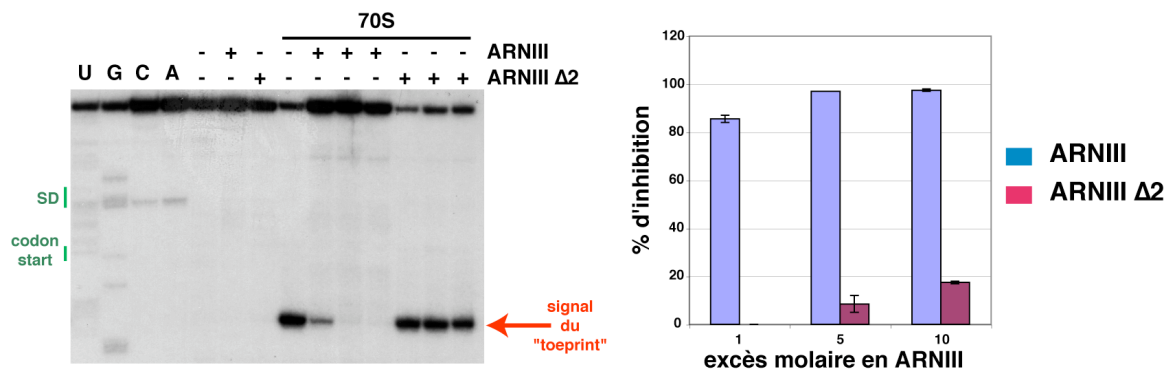 70S
- + - - + + + - - - ARNIII
U G C A - - + - - - - + + + ARNIII Δ2
SD
codon
start
signal
du
"toeprint"
120
100
80
60
40
20
0
% d'inhibition
1 5 10
excès molaire en ARNIII
ARNIII
ARNIII Δ2